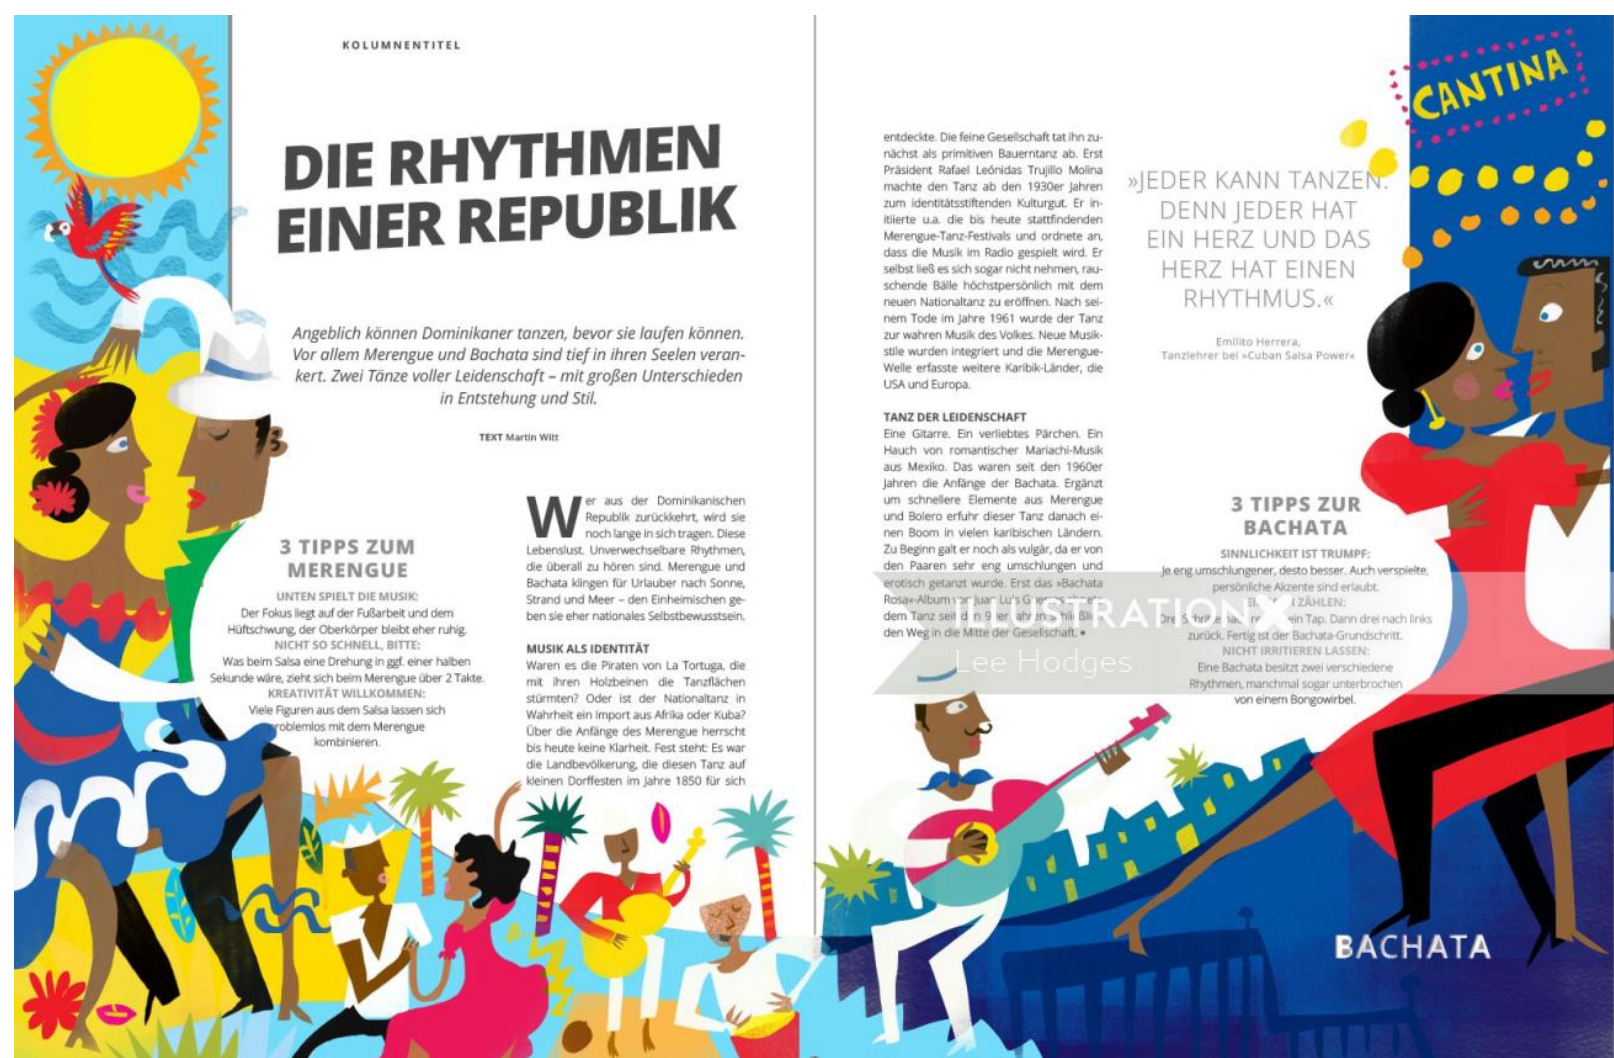 KOLUMNENTITEL
DIE RHYTHMEN
EINER REPUBLIK
Angeblich können Dominikaner tanzen, bevor sie laufen können.
Vor allem Merengue und Bachata sind tief in ihren Seelen veran-
kert. Zwei Tänze voller Leidenschaft – mit großen Unterschieden
in Entstehung und Stil.
TEXT Martin Witt
3 TIPPS ZUM
MERENGUE
UNTEN SPIELT DIE MUSIK:
Der Fokus liegt auf der Fußarbeit und dem
Hüftschwung, der Oberkörper bleibt eher ruhig.
NICHT SO SCHNELL, BITTE:
Was beim Salsa eine Drehung in ggf. einer halben
Sekunde wäre, zieht sich beim Merengue über 2 Takte.
KREATIVITÄT WILLKOMMEN:
Viele Figuren aus dem Salsa lassen sich
roblemlos mit dem Merengue
kombinieren.
Wer aus der Dominikanischen
Republik zurückkehrt, wird sie
noch lange in sich tragen. Diese
Lebenslust. Unverwechselbare Rhythmen,
die überall zu hören sind. Merengue und
Bachata klingen für Urlauber nach Sonne,
Strand und Meer – den Einheimischen ge-
ben sie eher nationales Selbstbewusstsein.
MUSIK ALS IDENTITÄT
Waren es die Piraten von La Tortuga, die
mit ihren Holzbeinen die Tanzflächen
stürmten? Oder ist der Nationaltanz in
Wahrheit ein Import aus Afrika oder Kuba?
Über die Anfänge des Merengue herrscht
bis heute keine Klarheit. Fest steht: Es war
die Landbevölkerung, die diesen Tanz auf
kleinen Dorffesten im Jahre 1850 für sich
entdeckte. Die feine Gesellschaft tat ihn zu-
nächst als primitiven Bauerntanz ab. Erst
Präsident Rafael Leónidas Trujillo Molina
machte den Tanz ab den 1930er Jahren
zum identitätsstiftenden Kulturgut. Er in-
itiierte u.a. die bis heute stattfindenden
Merengue-Tanz-Festivals und ordnete an,
dass die Musik im Radio gespielt wird. Er
selbst ließ es sich sogar nicht nehmen, rau-
schende Bälle höchstpersönlich mit dem
neuen Nationaltanz zu eröffnen. Nach sei-
nem Tode im Jahre 1961 wurde der Tanz
zur wahren Musik des Volkes. Neue Musik-
stile wurden integriert und die Merengue-
Welle erfasste weitere Karibik-Länder, die
USA und Europa.
TANZ DER LEIDENSCHAFT
Eine Gitarre. Ein verliebtes Pärchen. Ein
Hauch von romantischer Mariachi-Musik
aus Mexiko. Das waren seit den 1960er
Jahren die Anfänge der Bachata. Ergänzt
um schnellere Elemente aus Merengue
und Bolero erfuhr dieser Tanz danach ei-
nen Boom in vielen karibischen Ländern.
Zu Beginn galt er noch als vulgär, da er von
den Paaren sehr eng umschlungen und
erotisch getanzt wurde. Erst das »Bachata
Rosa«-Album von Juan Luis Guerra
dem Tanz seit den 90er
den Weg in die Mitte der Gesellschaft.
CANTINA
»JEDER KANN TANZEN.
DENN JEDER HAT
EIN HERZ UND DAS
HERZ HAT EINEN
RHYTHMUS.«
Emilito Herrera,
Tanzlehrer bei »Cuban Salsa Power«
3 TIPPS ZUR
BACHATA
SINNLICHKEIT IST TRUMPF:
Je eng umschlungener, desto besser. Auch verspielte,
persönliche Akzente sind erlaubt.
ZÄHLEN:
ein Tap. Dann drei nach links
zurück. Fertig ist der Bachata-Grundschritt.
NICHT IRRITIEREN LASSEN:
Eine Bachata besitzt zwei verschiedene
Rhythmen, manchmal sogar unterbrochen
von einem Bongowirbel.
ILLUSTRATIONX
Lee Hodges
BACHATA